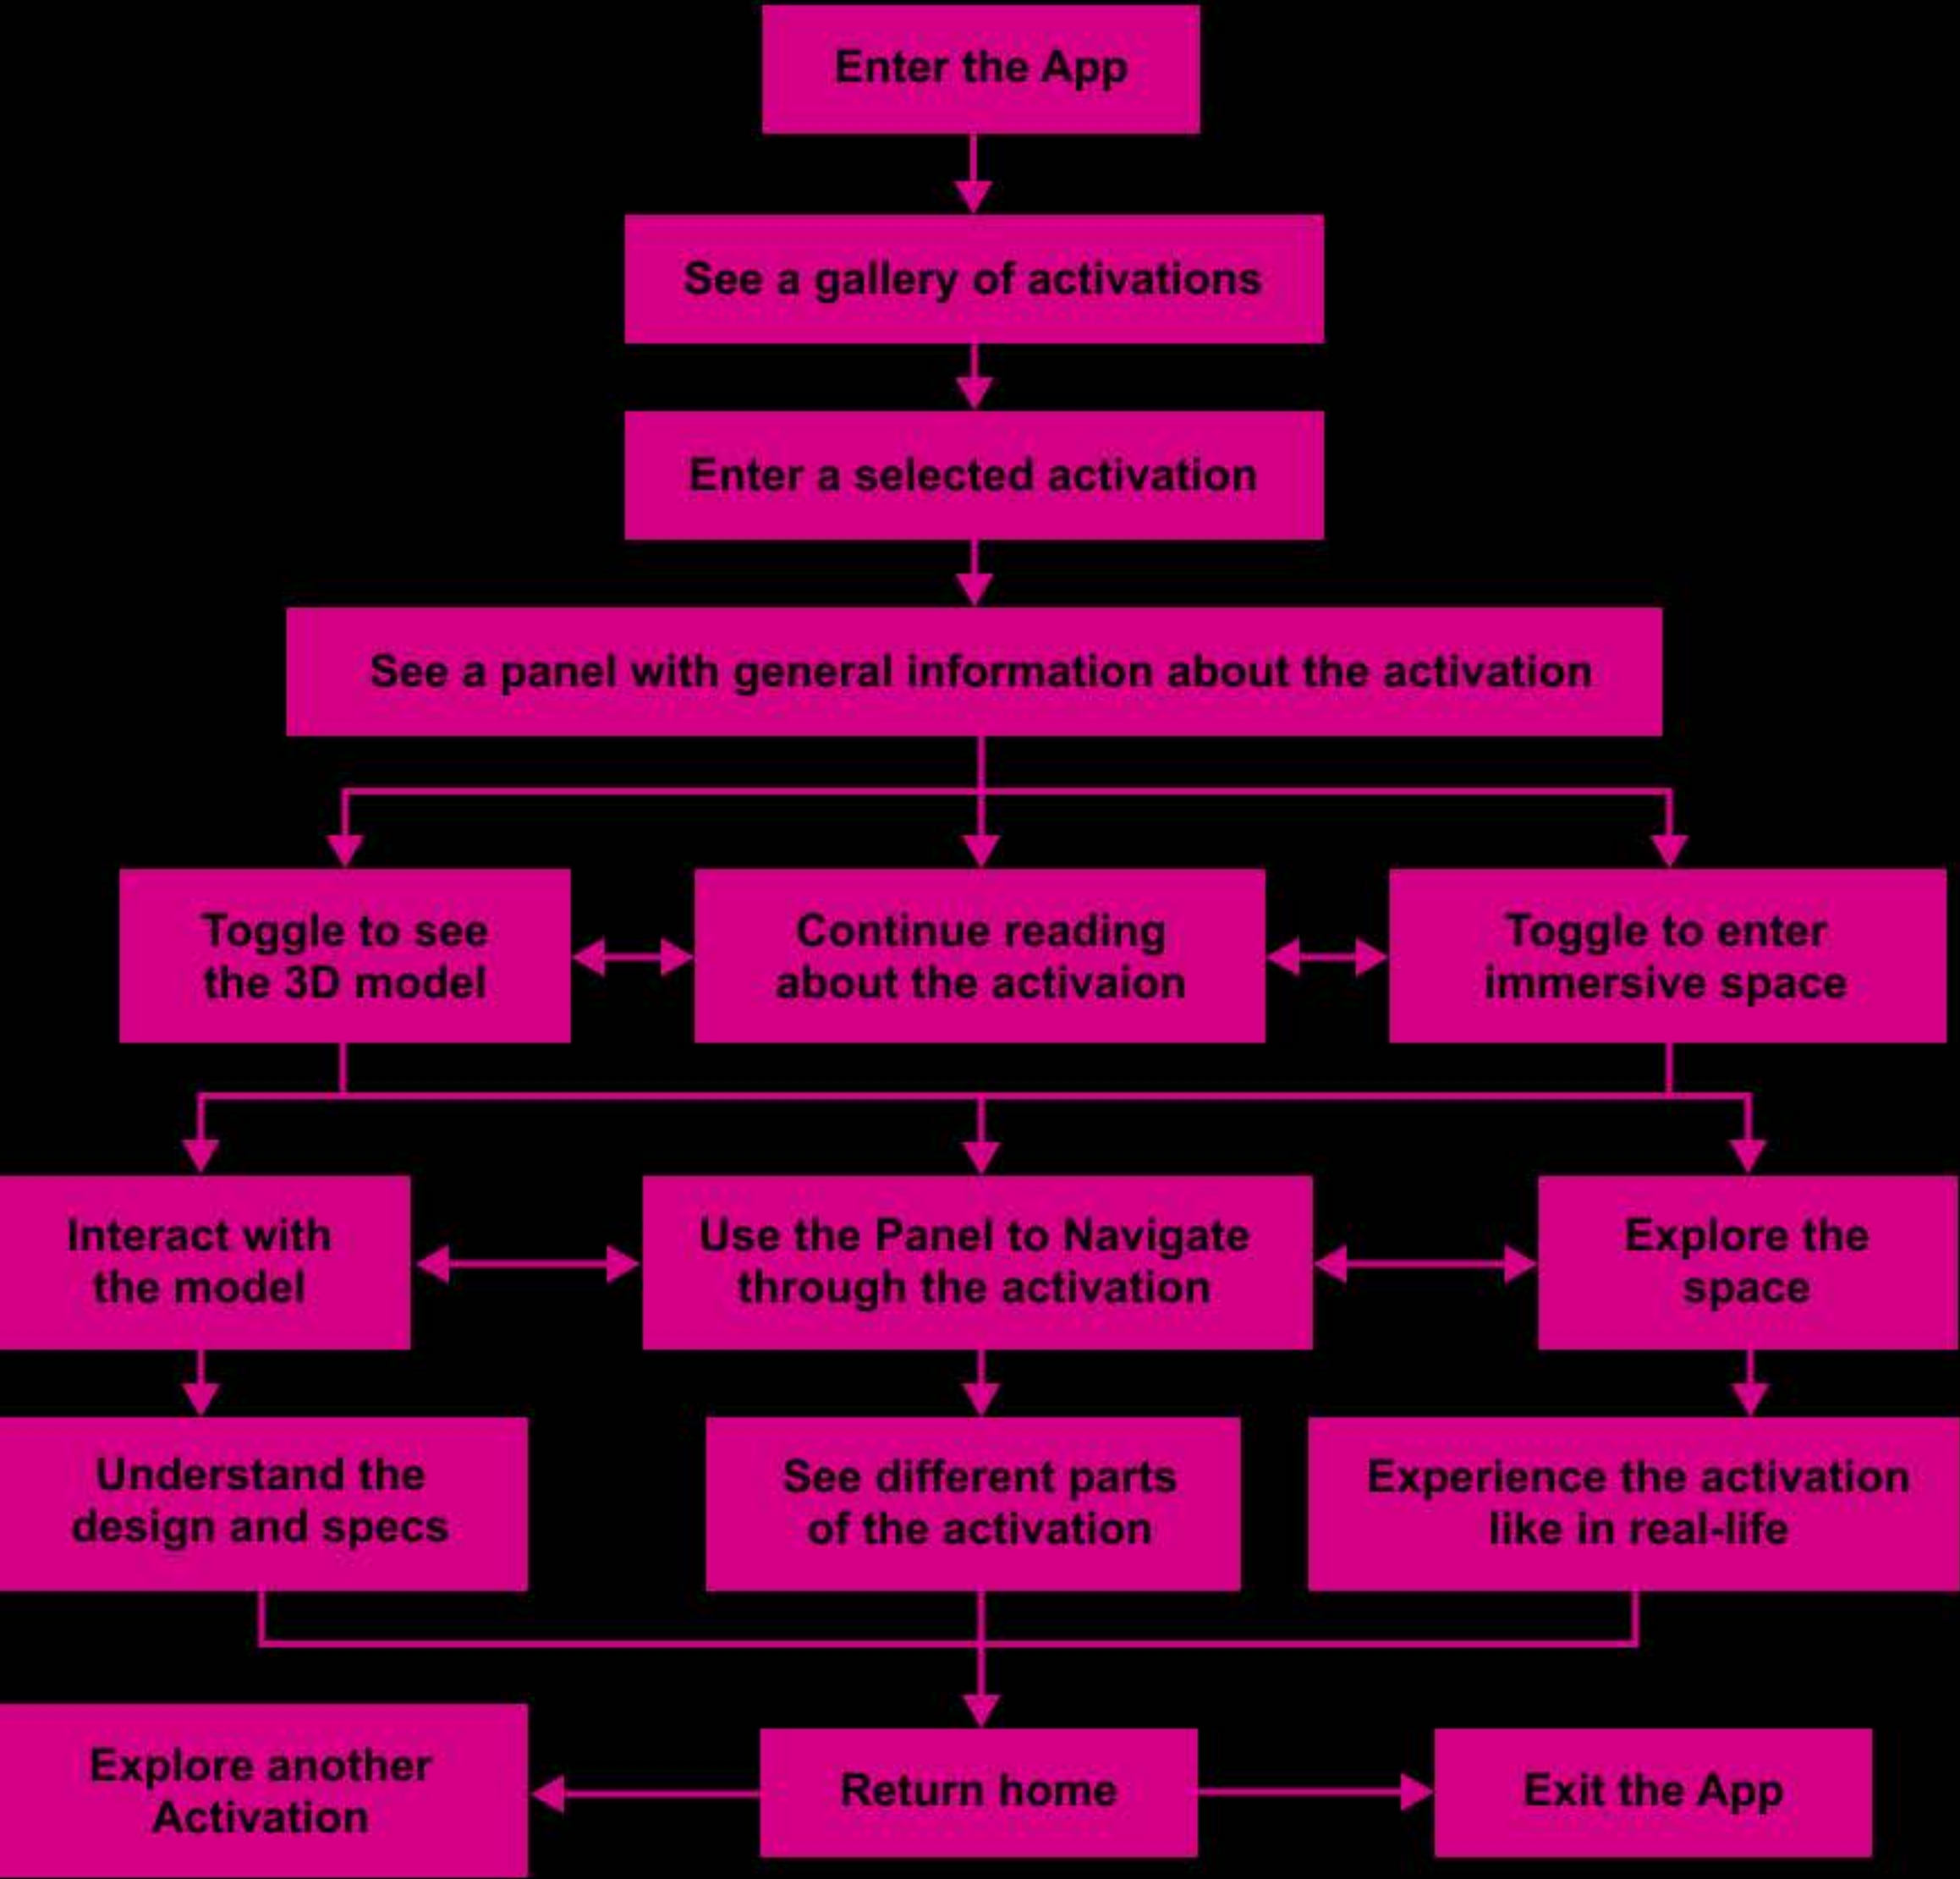 Enter the App
See a gallery of activations
Enter a selected activation
See a panel with general information about the activation
Toggle to see
the 3D model
Continue reading
about the activaion
Toggle to enter
immersive space
Interact with
the model
Use the Panel to Navigate
through the activation
Explore the
space
Understand the
design and specs
See different parts
of the activation
Experience the activation
like in real-life
Explore another
Activation
Return home
Exit the App